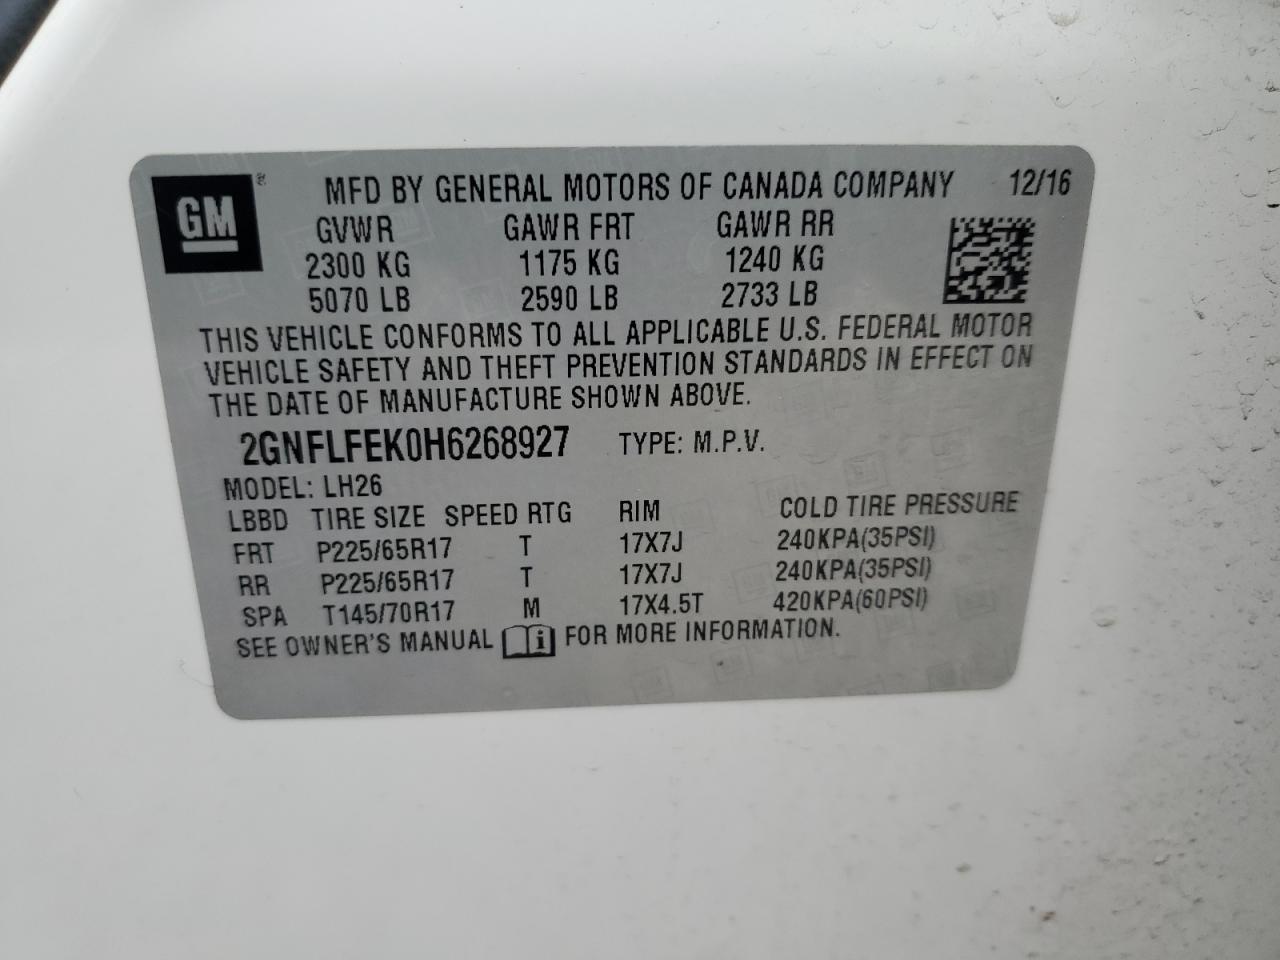 GM ® MFD BY GENERAL MOTORS OF CANADA COMPANY 12/16
GVWR GAWR FRT GAWR RR
2300 KG 1175 KG 1240 KG
5070 LB 2590 LB 2733 LB
THIS VEHICLE CONFORMS TO ALL APPLICABLE U.S. FEDERAL MOTOR
VEHICLE SAFETY AND THEFT PREVENTION STANDARDS IN EFFECT ON
THE DATE OF MANUFACTURE SHOWN ABOVE.
2GNFLFEK0H6268927 TYPE: M.P.V.
MODEL: LH26
LBBD TIRE SIZE SPEED RTG RIM COLD TIRE PRESSURE
FRT P225/65R17 T 17X7J 240KPA(35PSI)
RR P225/65R17 T 17X7J 240KPA(35PSI)
SPA T145/70R17 M 17X4.5T 420KPA(60PSI)
SEE OWNER'S MANUAL i FOR MORE INFORMATION.